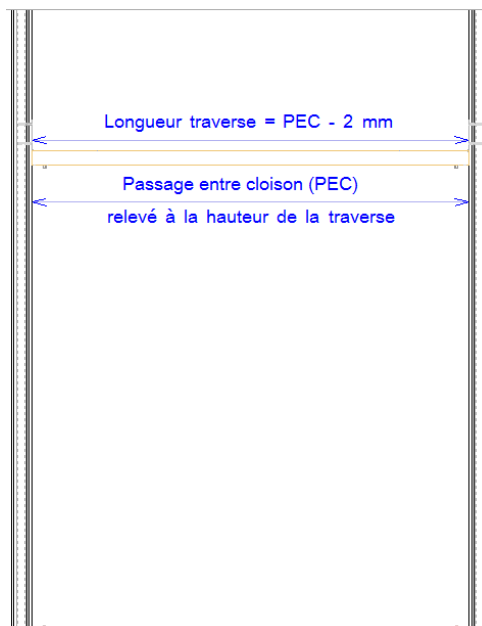 Longueur traverse = PEC - 2 mm
Passage entre cloison (PEC)
relevé à la hauteur de la traverse